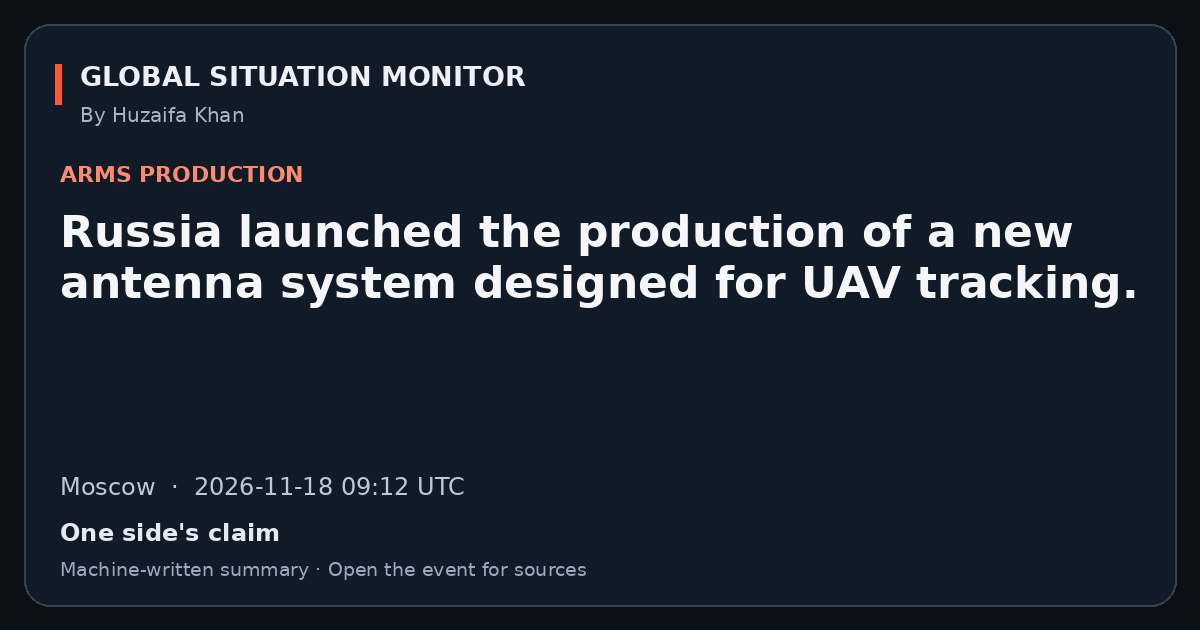 GLOBAL SITUATION MONITOR
By Huzaifa Khan
ARMS PRODUCTION
Russia launched the production of a new
antenna system designed for UAV tracking.
Moscow · 2026-11-18 09:12 UTC
One side's claim
Machine-written summary · Open the event for sources